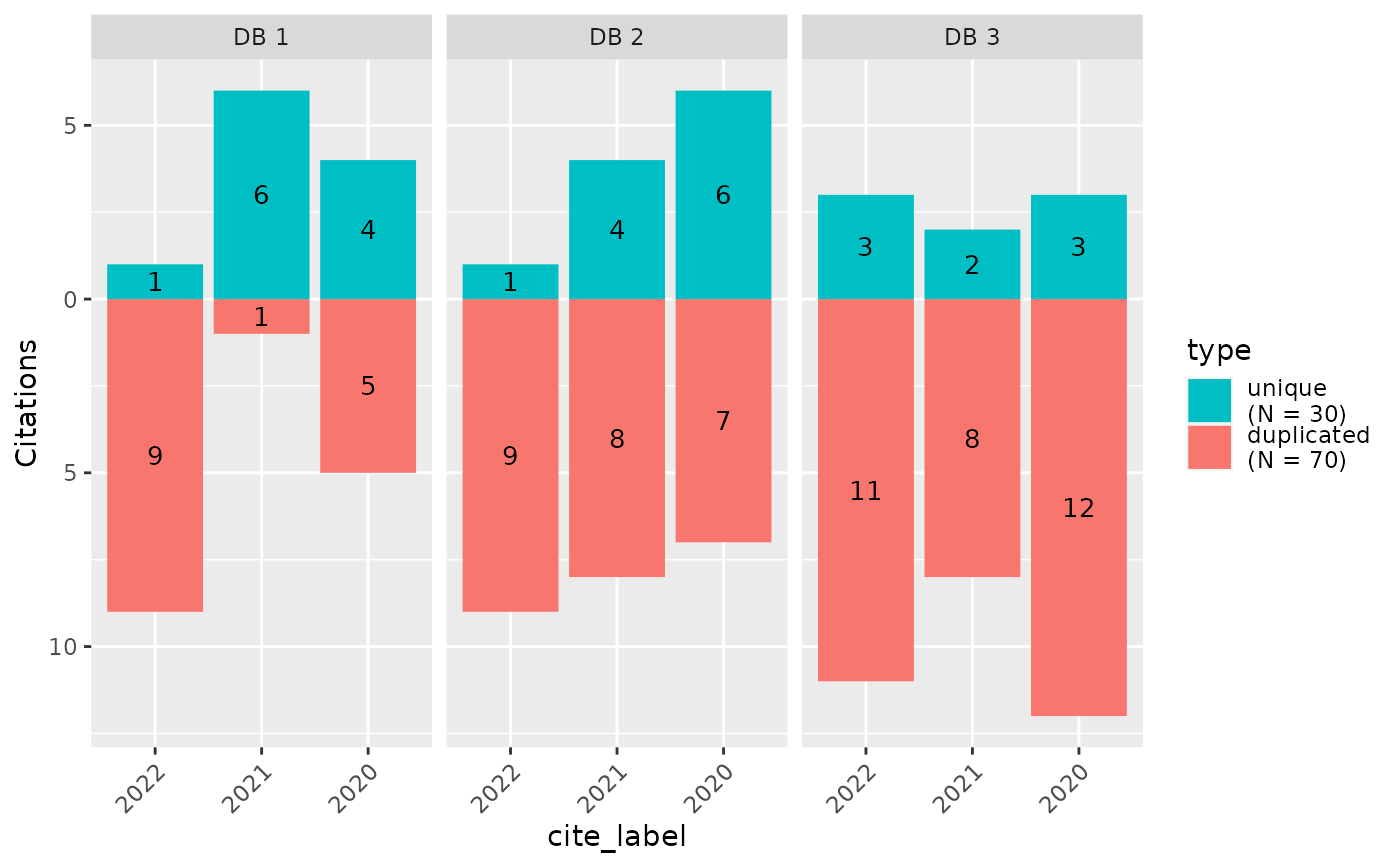 DB 1 DB 2 DB 3
5
0
5
10
Citations
6 4 4 6 3 2 3
1 1
1
9 5 9 8 7 11 8 12
2022 2021 2020 2022 2021 2020 2022 2021 2020
cite_label
type
unique
(N = 30)
duplicated
(N = 70)